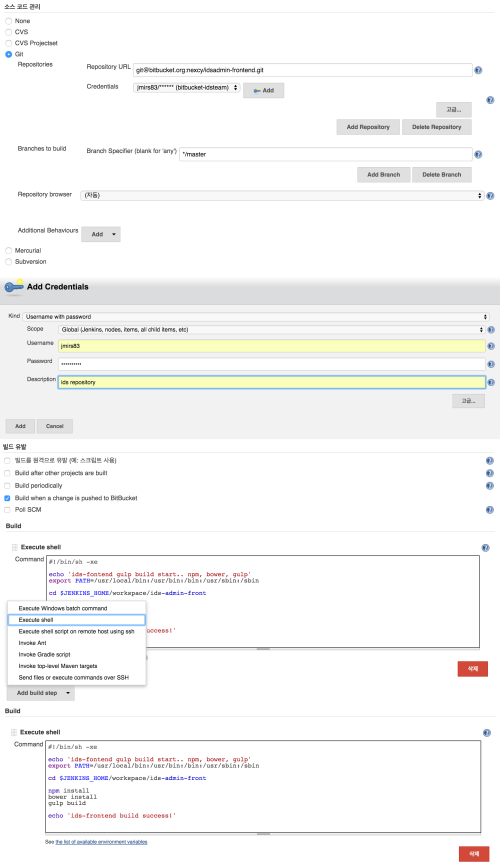 소스 코드 관리
None
CVS
CVS Projectset
Git
Repositories
Repository URL git@bitbucket.org:nexcy/idsadmin-frontend.git
Credentials jmirs83/****** (bitbucket-idsteam) Add
고급...
Add Repository Delete Repository
Branches to build Branch Specifier (blank for 'any') */master
Add Branch Delete Branch
Repository browser (자동)
Additional Behaviours Add
Mercurial
Subversion
Add Credentials
Kind Username with password
Scope Global (Jenkins, nodes, items, all child items, etc)
Username jmirs83
Password ••••••••••
Description ids repository
고급...
Add Cancel
빌드 유발
빌드를 원격으로 유발 (예: 스크립트 사용)
Build after other projects are built
Build periodically
Build when a change is pushed to BitBucket
Poll SCM
Build
Execute shell
Command #!/bin/sh -xe
echo 'ids-fontend gulp build start.. npm, bower, gulp'
export PATH=/usr/local/bin:/usr/bin:/bin:/usr/sbin:/sbin
cd $JENKINS_HOME/workspace/ids-admin-front
Execute Windows batch command
Execute shell
Execute shell script on remote host using ssh
uccess!'
Invoke Ant
Invoke Gradle script
Invoke top-level Maven targets
Send files or execute commands over SSH
삭제
Add build step
Build
Execute shell
Command #!/bin/sh -xe
echo 'ids-fontend gulp build start.. npm, bower, gulp'
export PATH=/usr/local/bin:/usr/bin:/bin:/usr/sbin:/sbin
cd $JENKINS_HOME/workspace/ids-admin-front
npm install
bower install
gulp build
echo 'ids-frontend build success!'
See the list of available environment variables
삭제